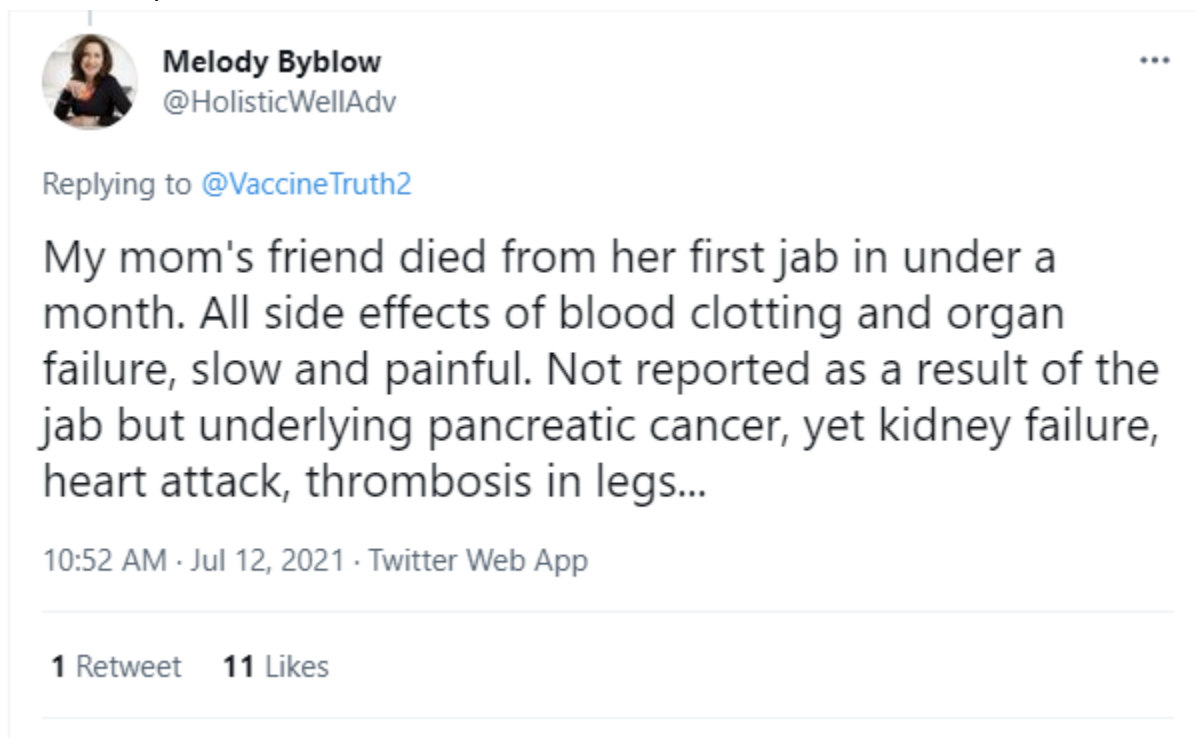 Melody Byblow
@HolisticWellAdv
Replying to @VaccineTruth2
My mom's friend died from her first jab in under a
month. All side effects of blood clotting and organ
failure, slow and painful. Not reported as a result of the
jab but underlying pancreatic cancer, yet kidney failure,
heart attack, thrombosis in legs...
10:52 AM · Jul 12, 2021 · Twitter Web App
1 Retweet 11 Likes